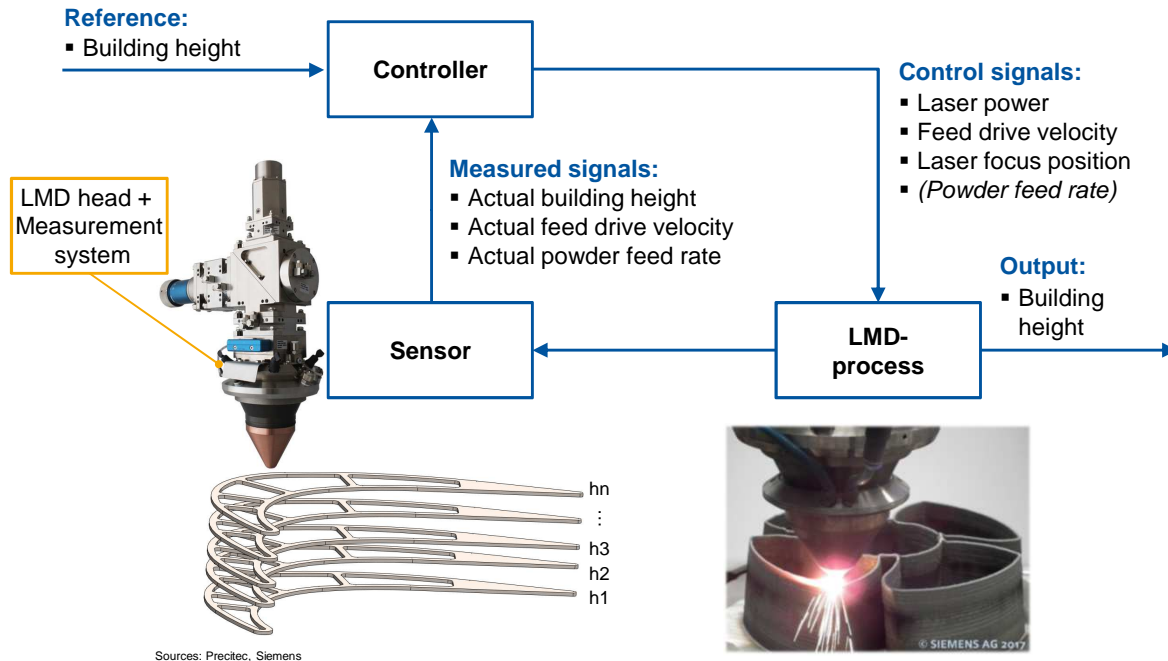 Reference:
▪ Building height
Controller
Control signals:
▪ Laser power
▪ Feed drive velocity
▪ Laser focus position
▪ (Powder feed rate)
Measured signals:
▪ Actual building height
▪ Actual feed drive velocity
▪ Actual powder feed rate
LMD head +
Measurement
system
Sensor
LMD-
process
Output:
▪ Building
height
hn
⋮
h3
h2
h1
© SIEMENS AG 2017
Sources: Precitec, Siemens